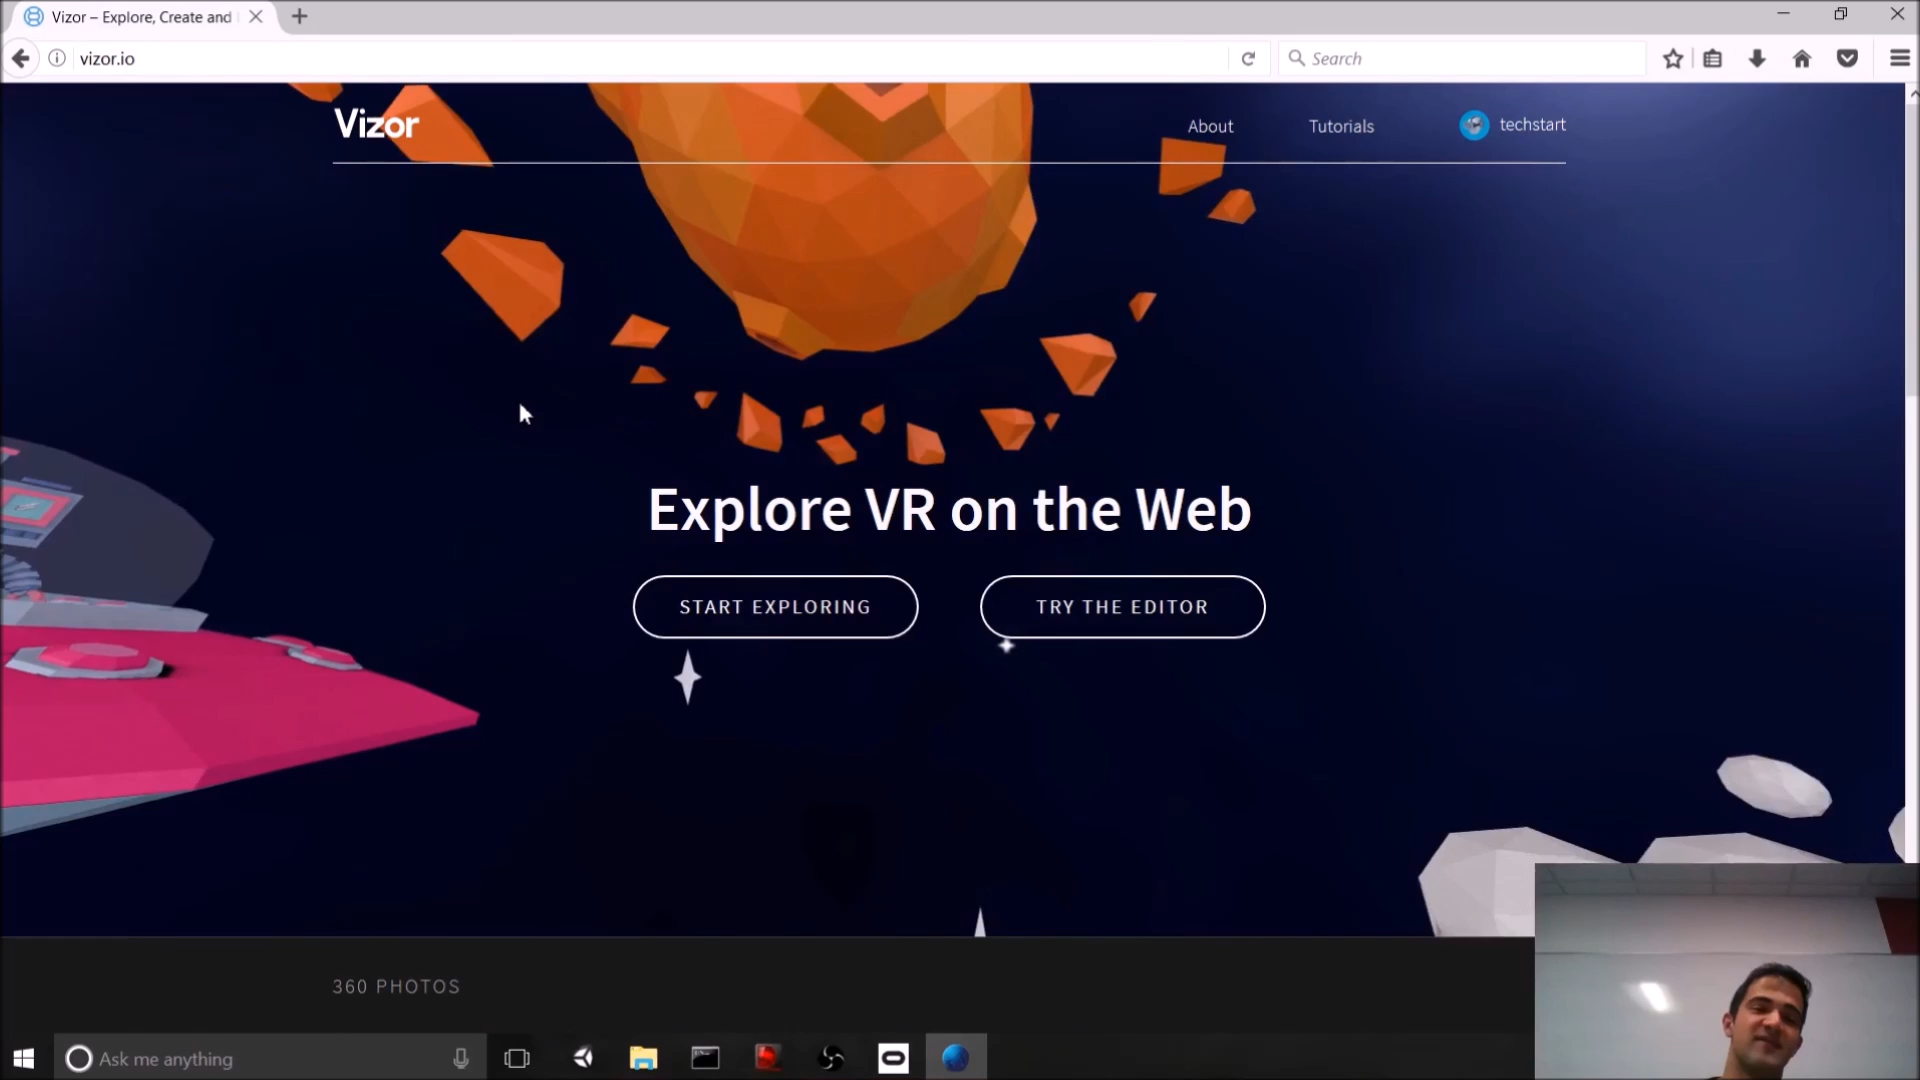 Vizor – Explore, Create and
vizor.io
Search
Vizor
About
Tutorials
techstart
Explore VR on the Web
START EXPLORING
TRY THE EDITOR
360 PHOTOS
Ask me anything